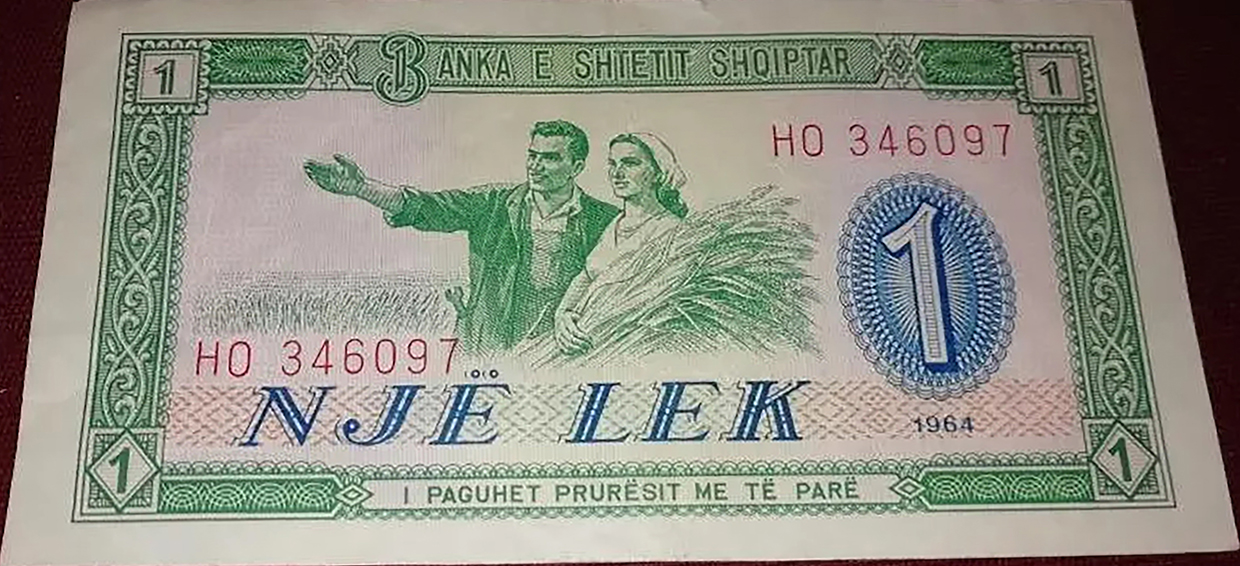 1 BANKA E SHTETIT SHQIPTAR 1
HO 346097
1
HO 346097
NJË LEK
1964
1 I PAGUHET PRURËSIT ME TË PARË 1